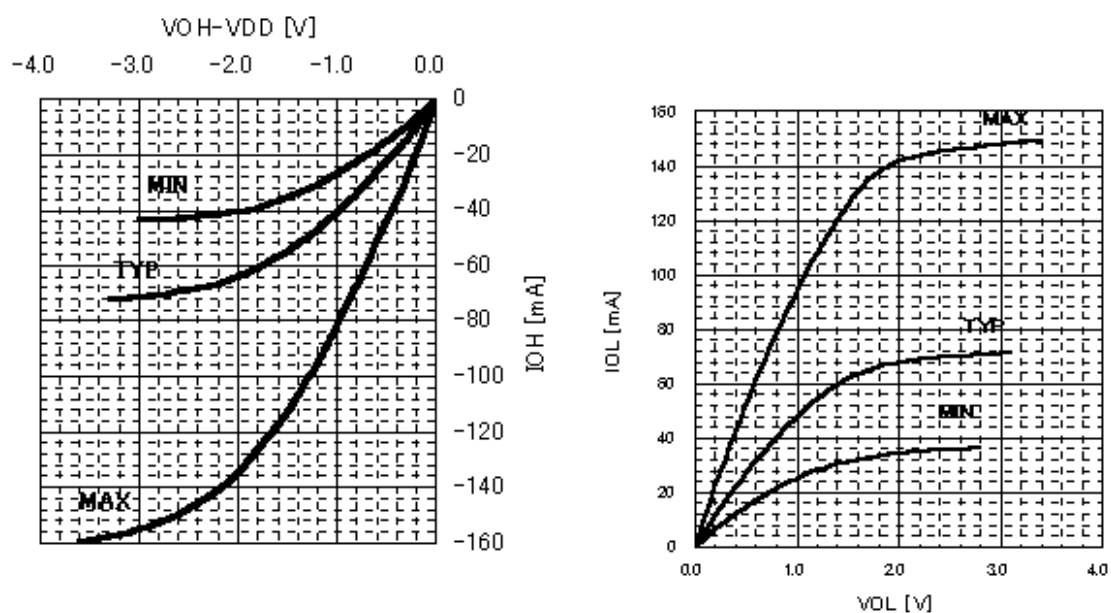 VOH-VDD [V]
-4.0 -3.0 -2.0 -1.0 0.0
0
-20
-40
-60
-80
-100
-120
-140
-160
IOH [mA]
MIN
TYP
MAX
160
140
120
100
80
60
40
20
0
IOL [mA]
MAX
TYP
MIN
0.0 1.0 2.0 3.0 4.0
VOL [V]